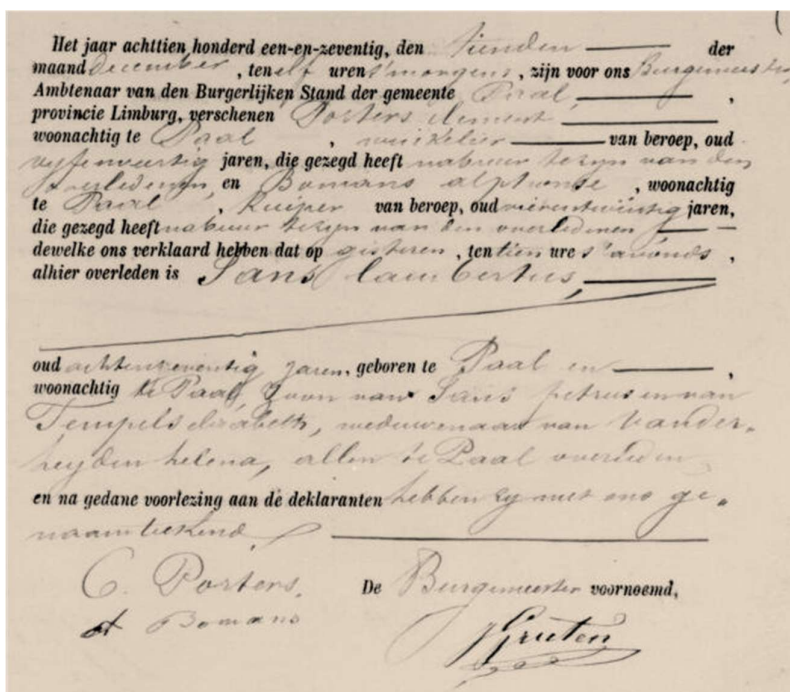 Het jaar achttien honderd een-en-zeventig, den tienden der
maand december, ten elf uren s'morgens, zijn voor ons Burgemeester,
Ambtenaar van den Burgerlijken Stand der gemeente Paal,
provincie Limburg, verschenen Porters clement
woonachtig te Paal, winkelier van beroep, oud
vyfenveertig jaren, die gezegd heeft nabuur tezyn van den
overledenen, en Bomans alphonse, woonachtig
te Paal, kuiper van beroep, oud vierentwintig jaren,
die gezegd heeft nabuur tezyn van den overledenen
dewelke ons verklaard hebben dat op gisteren, ten tien ure s'avonds,
alhier overleden is Sans lambertus,
oud achtenzeventig jaren, geboren te Paal en
woonachtig te Paal, zoon van Sans petrus en van
Tempels elisabeth, weduwenaar van Vander-
heyden helena, allen te Paal overleden
en na gedane voorlezing aan de deklaranten hebben zy met ons ge-
naamteekend.
C. Porters. De Burgemeester voornoemd,
A Bomans
Gruten